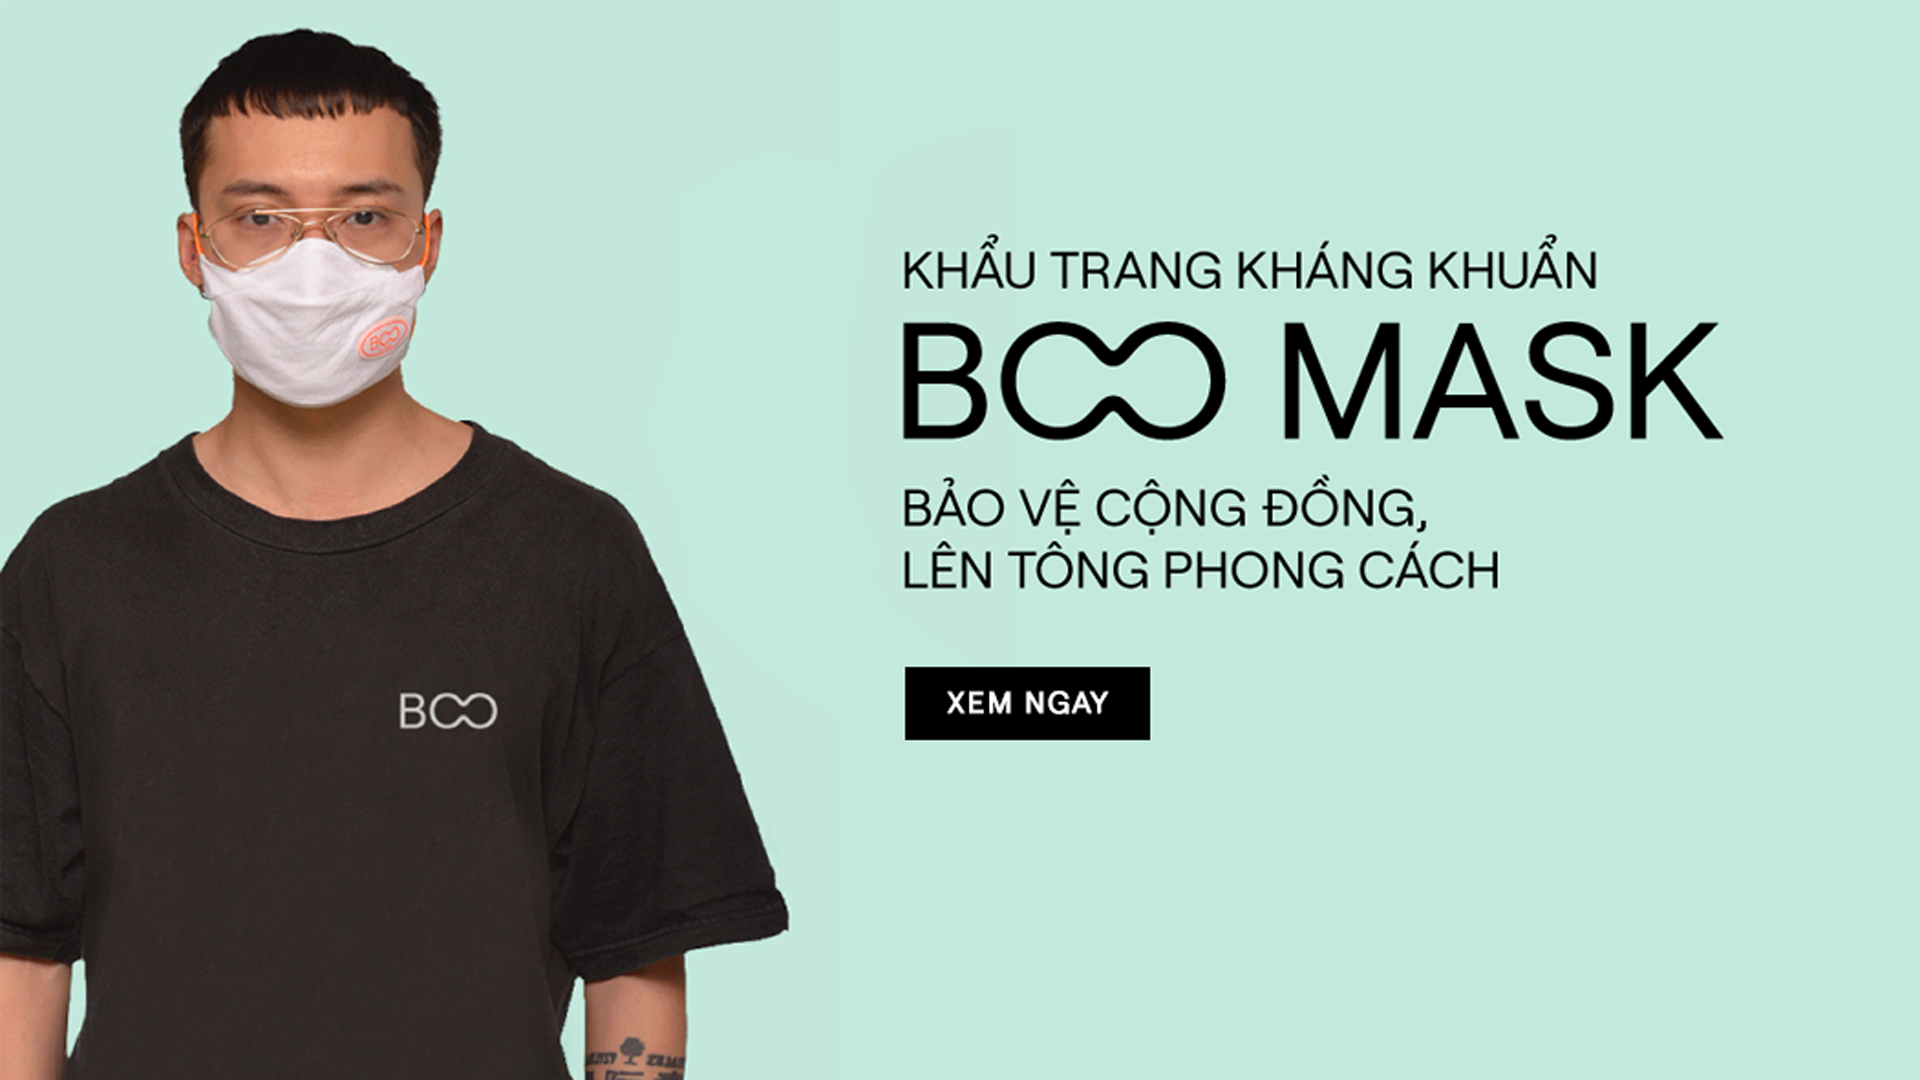 KHẨU TRANG KHÁNG KHUẨN
BOO MASK
BẢO VỆ CỘNG ĐỒNG,
LÊN TÔNG PHONG CÁCH
XEM NGAY
BOO
BOO